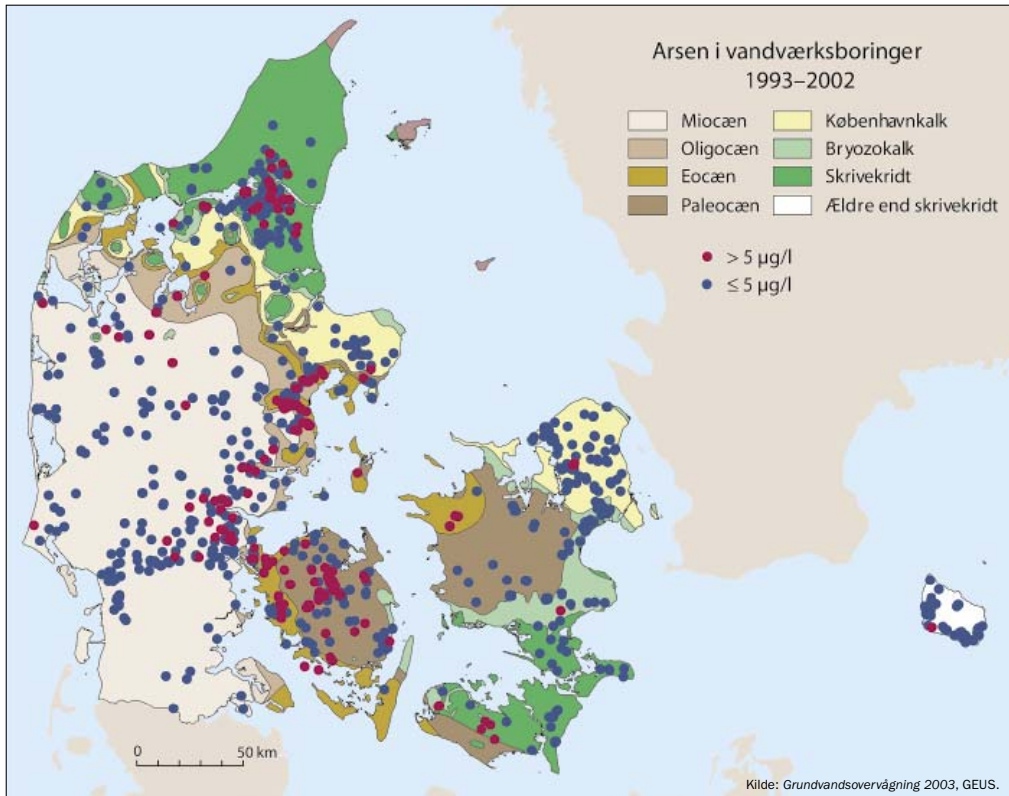 Arsen i vandværksboringer
1993–2002
Miocæn
Oligocæn
Eocæn
Paleocæn
Københavnkalk
Bryozokalk
Skrivekridt
Ældre end skrivekridt
> 5 µg/l
≤ 5 µg/l
0 50 km
Kilde: Grundvandsovervågning 2003, GEUS.